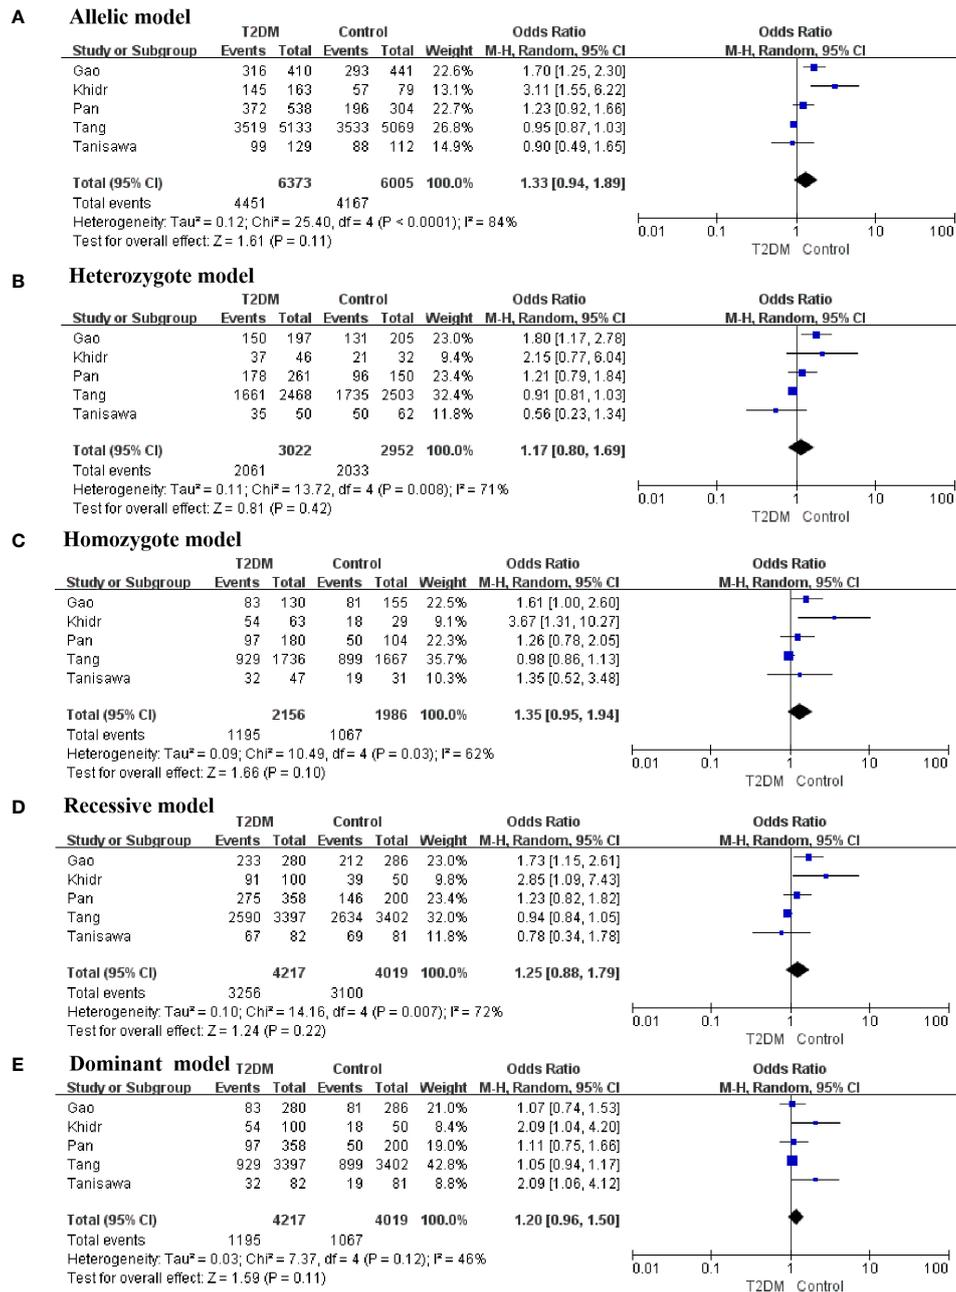 A Allelic model
T2DM Control Odds Ratio Odds Ratio
Study or Subgroup Events Total Events Total Weight M-H, Random, 95% CI M-H, Random, 95% CI
Gao 316 410 293 441 22.6% 1.70 [1.25, 2.30]
Khidr 145 163 57 79 13.1% 3.11 [1.55, 6.22]
Pan 372 538 196 304 22.7% 1.23 [0.92, 1.66]
Tang 3519 5133 3533 5069 26.8% 0.95 [0.87, 1.03]
Tanisawa 99 129 88 112 14.9% 0.90 [0.49, 1.65]
Total (95% CI) 6373 6005 100.0% 1.33 [0.94, 1.89]
Total events 4451 4167
Heterogeneity: Tau² = 0.12; Chi² = 25.40, df = 4 (P < 0.0001); I² = 84%
Test for overall effect: Z = 1.61 (P = 0.11)
0.01 0.1 1 10 100
T2DM Control
B Heterozygote model
T2DM Control Odds Ratio Odds Ratio
Study or Subgroup Events Total Events Total Weight M-H, Random, 95% CI M-H, Random, 95% CI
Gao 150 197 131 205 23.0% 1.80 [1.17, 2.78]
Khidr 37 46 21 32 9.4% 2.15 [0.77, 6.04]
Pan 178 261 96 150 23.4% 1.21 [0.79, 1.84]
Tang 1661 2468 1735 2503 32.4% 0.91 [0.81, 1.03]
Tanisawa 35 50 50 62 11.8% 0.56 [0.23, 1.34]
Total (95% CI) 3022 2952 100.0% 1.17 [0.80, 1.69]
Total events 2061 2033
Heterogeneity: Tau² = 0.11; Chi² = 13.72, df = 4 (P = 0.008); I² = 71%
Test for overall effect: Z = 0.81 (P = 0.42)
0.01 0.1 1 10 100
T2DM Control
C Homozygote model
T2DM Control Odds Ratio Odds Ratio
Study or Subgroup Events Total Events Total Weight M-H, Random, 95% CI M-H, Random, 95% CI
Gao 83 130 81 155 22.5% 1.61 [1.00, 2.60]
Khidr 54 63 18 29 9.1% 3.67 [1.31, 10.27]
Pan 97 180 50 104 22.3% 1.26 [0.78, 2.05]
Tang 929 1736 899 1667 35.7% 0.98 [0.86, 1.13]
Tanisawa 32 47 19 31 10.3% 1.35 [0.52, 3.48]
Total (95% CI) 2156 1986 100.0% 1.35 [0.95, 1.94]
Total events 1195 1067
Heterogeneity: Tau² = 0.09; Chi² = 10.49, df = 4 (P = 0.03); I² = 62%
Test for overall effect: Z = 1.66 (P = 0.10)
0.01 0.1 1 10 100
T2DM Control
D Recessive model
T2DM Control Odds Ratio Odds Ratio
Study or Subgroup Events Total Events Total Weight M-H, Random, 95% CI M-H, Random, 95% CI
Gao 233 280 212 286 23.0% 1.73 [1.15, 2.61]
Khidr 91 100 39 50 9.8% 2.85 [1.09, 7.43]
Pan 275 358 146 200 23.4% 1.23 [0.82, 1.82]
Tang 2590 3397 2634 3402 32.0% 0.94 [0.84, 1.05]
Tanisawa 67 82 69 81 11.8% 0.78 [0.34, 1.78]
Total (95% CI) 4217 4019 100.0% 1.25 [0.88, 1.79]
Total events 3256 3100
Heterogeneity: Tau² = 0.10; Chi² = 14.16, df = 4 (P = 0.007); I² = 72%
Test for overall effect: Z = 1.24 (P = 0.22)
0.01 0.1 1 10 100
T2DM Control
E Dominant model T2DM Control Odds Ratio Odds Ratio
Study or Subgroup Events Total Events Total Weight M-H, Random, 95% CI M-H, Random, 95% CI
Gao 83 280 81 286 21.0% 1.07 [0.74, 1.53]
Khidr 54 100 18 50 8.4% 2.09 [1.04, 4.20]
Pan 97 358 50 200 19.0% 1.11 [0.75, 1.66]
Tang 929 3397 899 3402 42.8% 1.05 [0.94, 1.17]
Tanisawa 32 82 19 81 8.8% 2.09 [1.06, 4.12]
Total (95% CI) 4217 4019 100.0% 1.20 [0.96, 1.50]
Total events 1195 1067
Heterogeneity: Tau² = 0.03; Chi² = 7.37, df = 4 (P = 0.12); I² = 46%
Test for overall effect: Z = 1.59 (P = 0.11)
0.01 0.1 1 10 100
T2DM Control